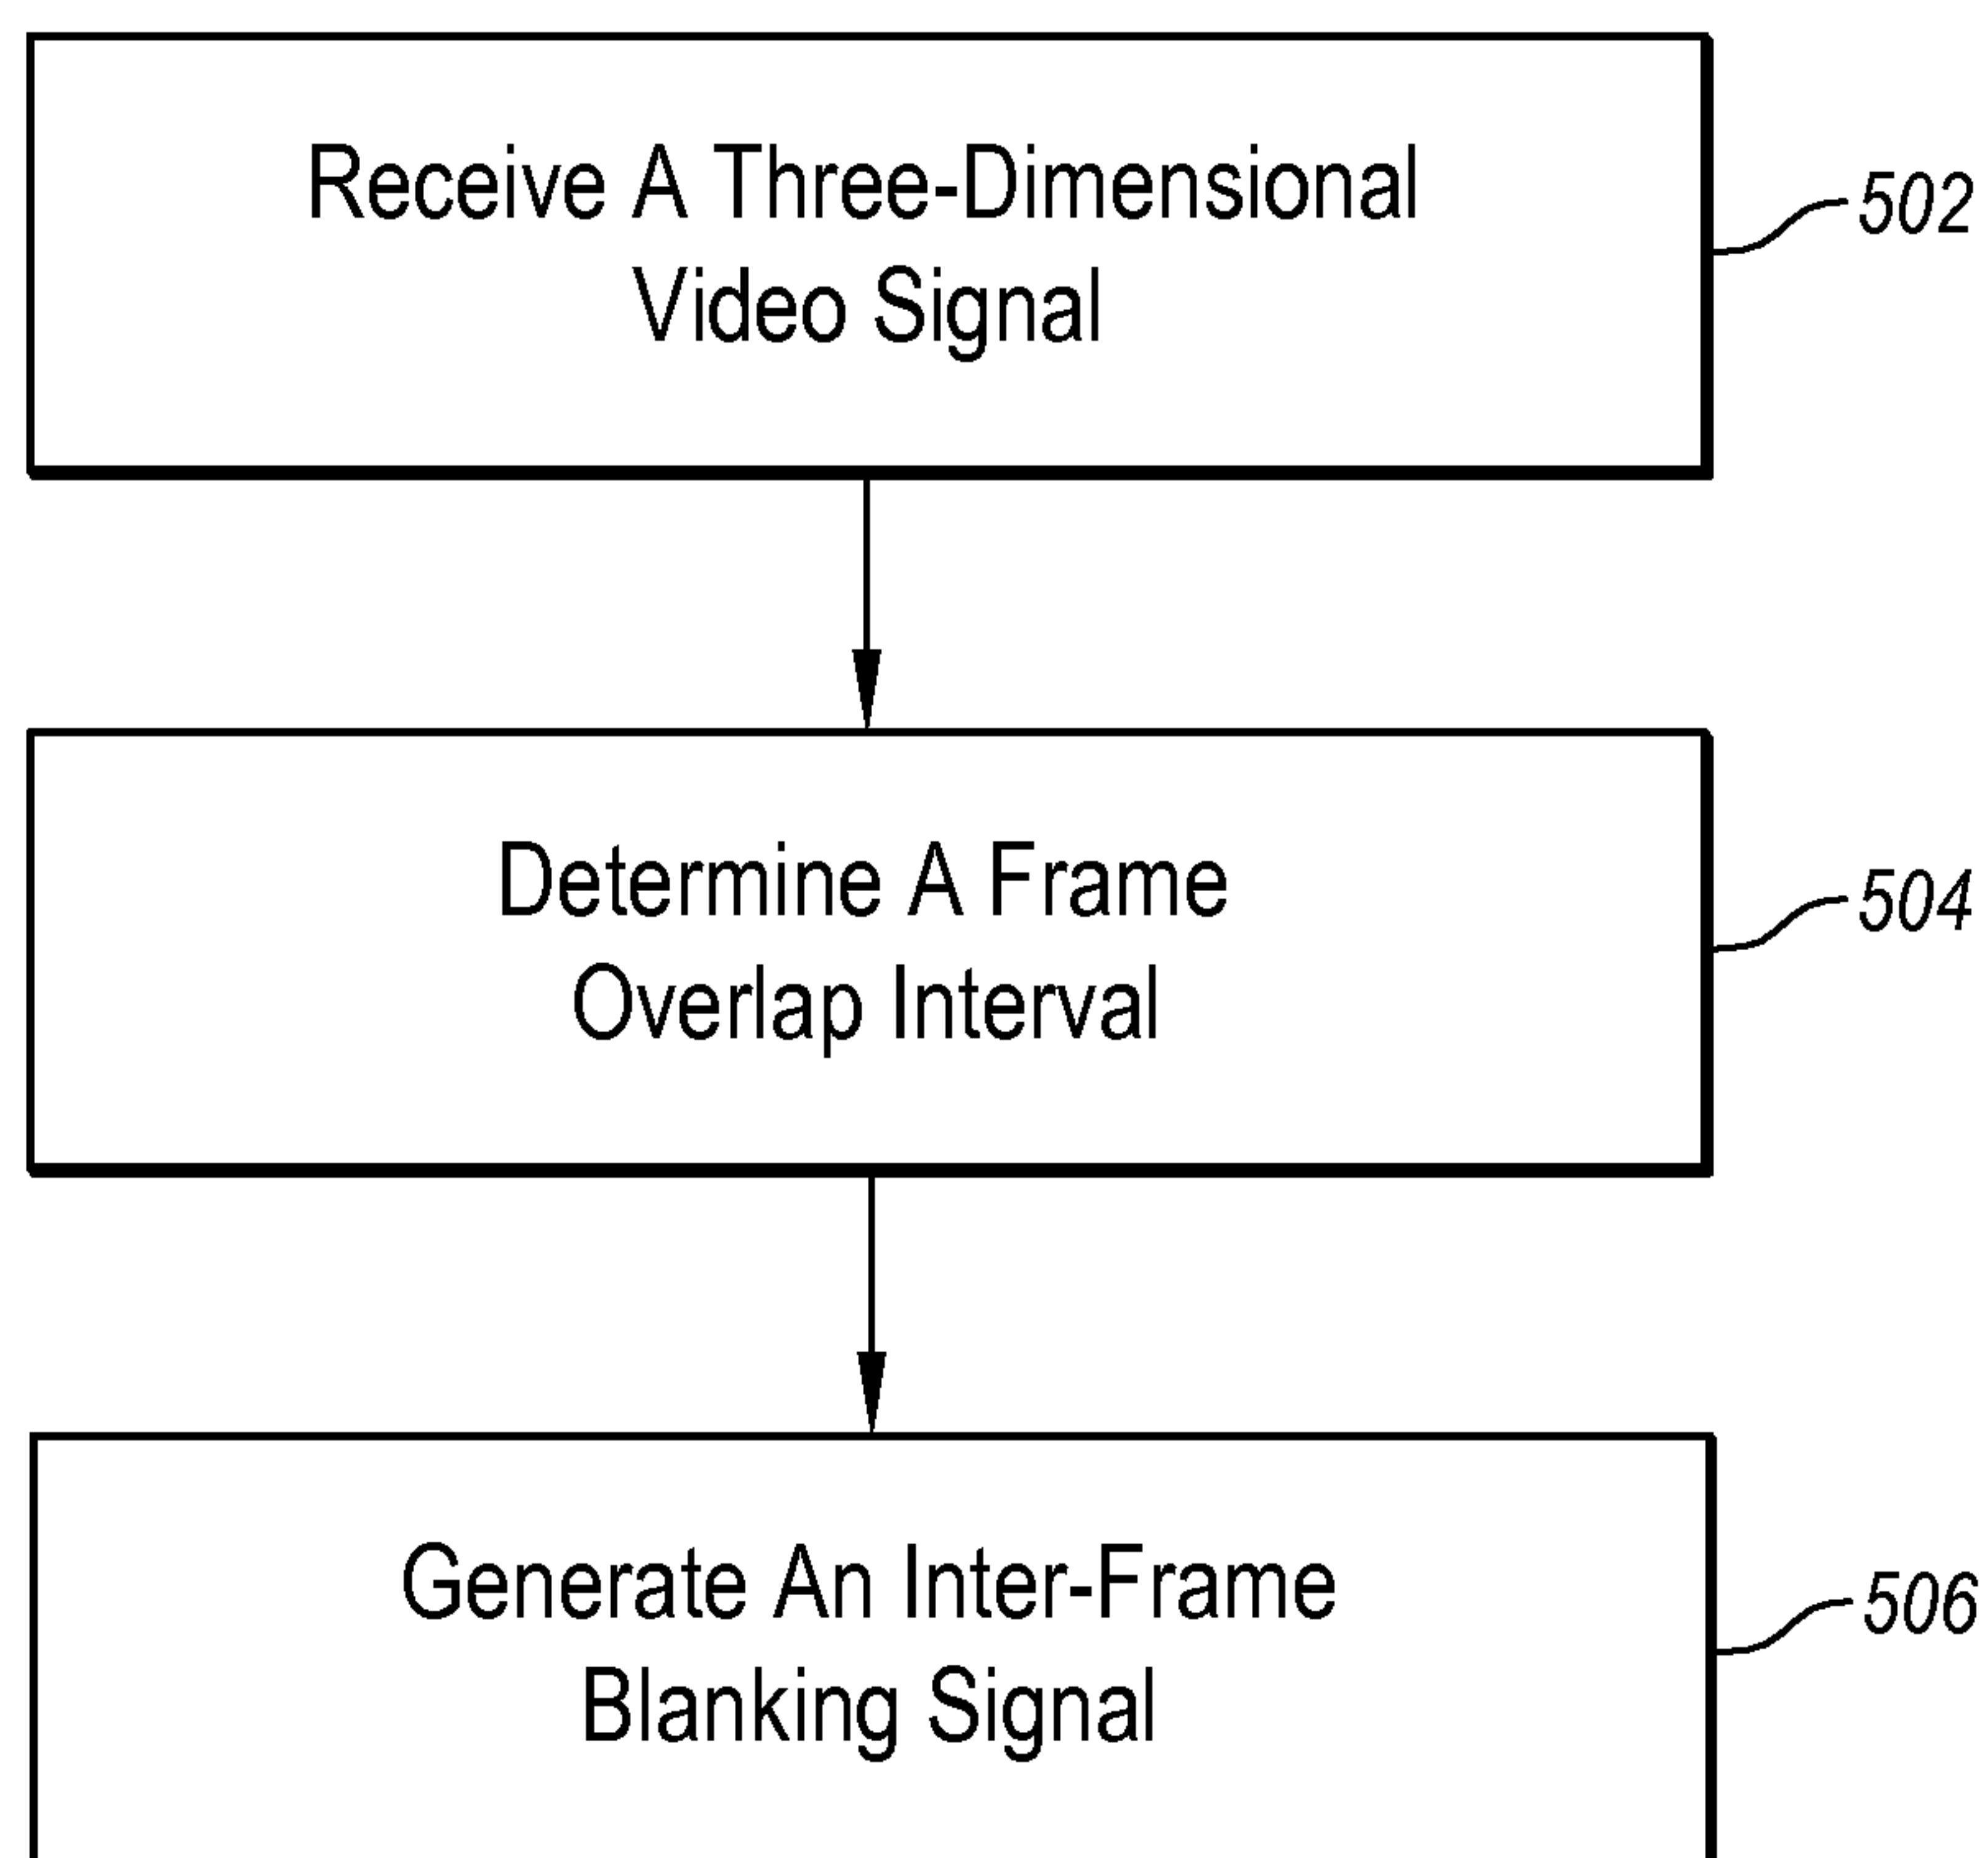 Receive A Three-Dimensional
Video Signal
502
Determine A Frame
Overlap Interval
504
Generate An Inter-Frame
Blanking Signal
506